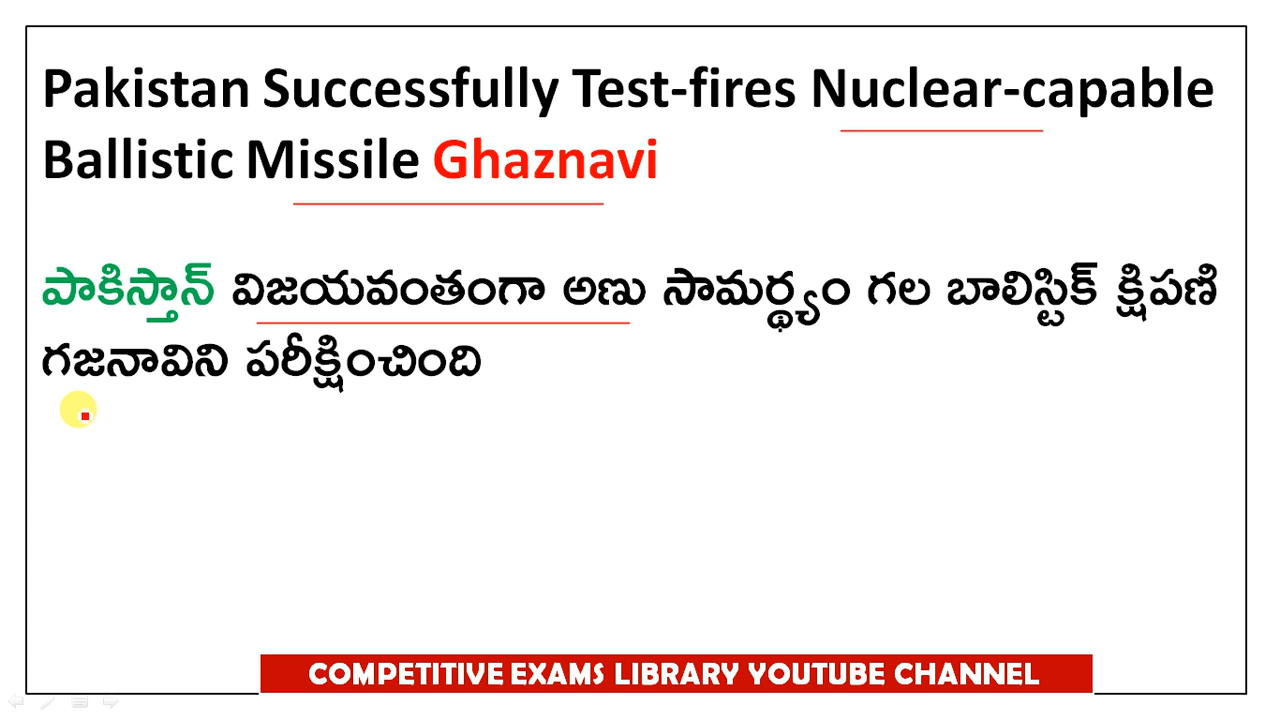 Pakistan Successfully Test-fires Nuclear-capable
Ballistic Missile Ghaznavi
పాకిస్తాన్ విజయవంతంగా అణు సామర్థ్యం గల బాలిస్టిక్ క్షిపణి
గజనావిని పరీక్షించింది
COMPETITIVE EXAMS LIBRARY YOUTUBE CHANNEL